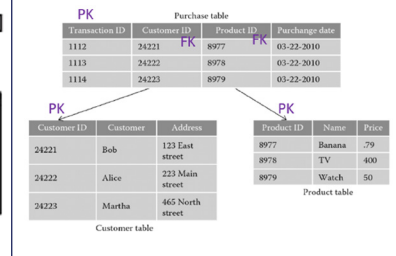 PK
Purchase table
Transaction ID Customer ID Product ID Purchange date
FK FK
1112 24221 8977 03-22-2010
1113 24222 8978 03-22-2010
1114 24223 8979 03-22-2010
PK PK
Customer ID Customer Address
24221 Bob 123 East street
24222 Alice 223 Main street
24223 Martha 465 North street
Customer table
Product ID Name Price
8977 Banana .79
8978 TV 400
8979 Watch 50
Product table